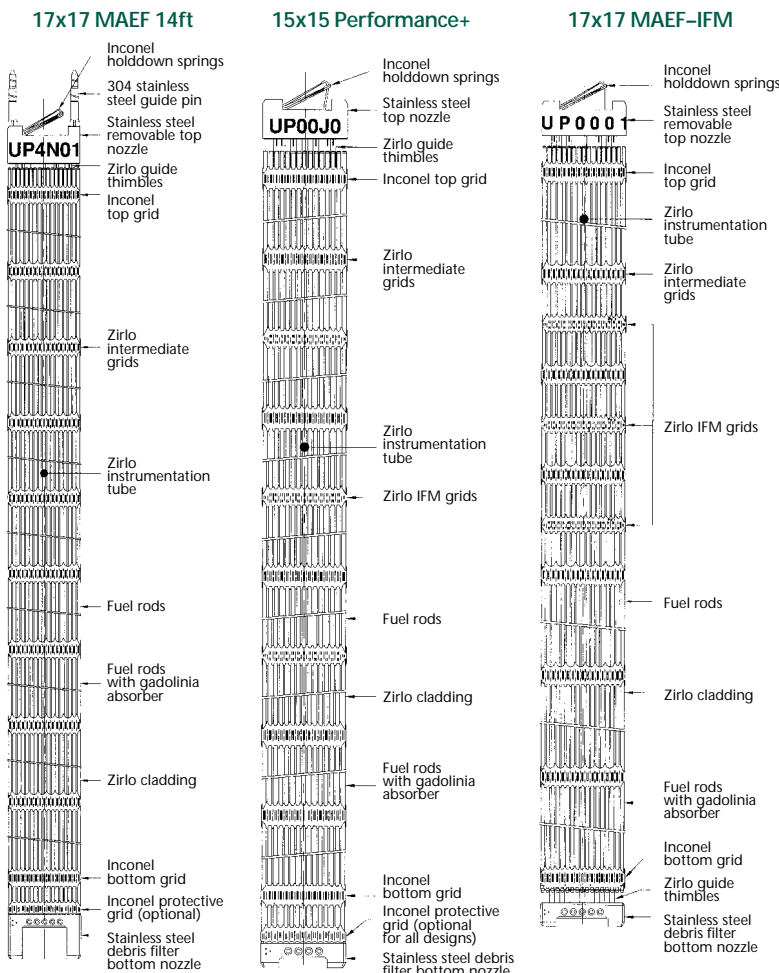 17x17 MAEF 14ft
Inconel
holddown springs
304 stainless
steel guide pin
Stainless steel
removable top
nozzle
UP4N01
Zirlo guide
thimbles
Inconel
top grid
Zirlo
intermediate
grids
Zirlo
instrumentation
tube
Fuel rods
Fuel rods
with gadolinia
absorber
Zirlo cladding
Inconel
bottom grid
Inconel protective
grid (optional)
Stainless steel
debris filter
bottom nozzle
15x15 Performance+
Inconel
holddown springs
Stainless steel
top nozzle
UP00J0
Zirlo guide
thimbles
Inconel top grid
Zirlo
intermediate
grids
Zirlo
instrumentation
tube
Zirlo IFM grids
Fuel rods
Zirlo cladding
Fuel rods
with gadolinia
absorber
Inconel
bottom grid
Inconel protective
grid (optional
for all designs)
Stainless steel debris
filter bottom nozzle
17x17 MAEF–IFM
Inconel
holddown springs
Stainless steel
removable
top nozzle
UP0001
Inconel
top grid
Zirlo
instrumentation
tube
Zirlo
intermediate
grids
Zirlo IFM grids
Fuel rods
Zirlo cladding
Fuel rods
with gadolinia
absorber
Inconel
bottom grid
Zirlo guide
thimbles
Stainless steel
debris filter
bottom nozzle